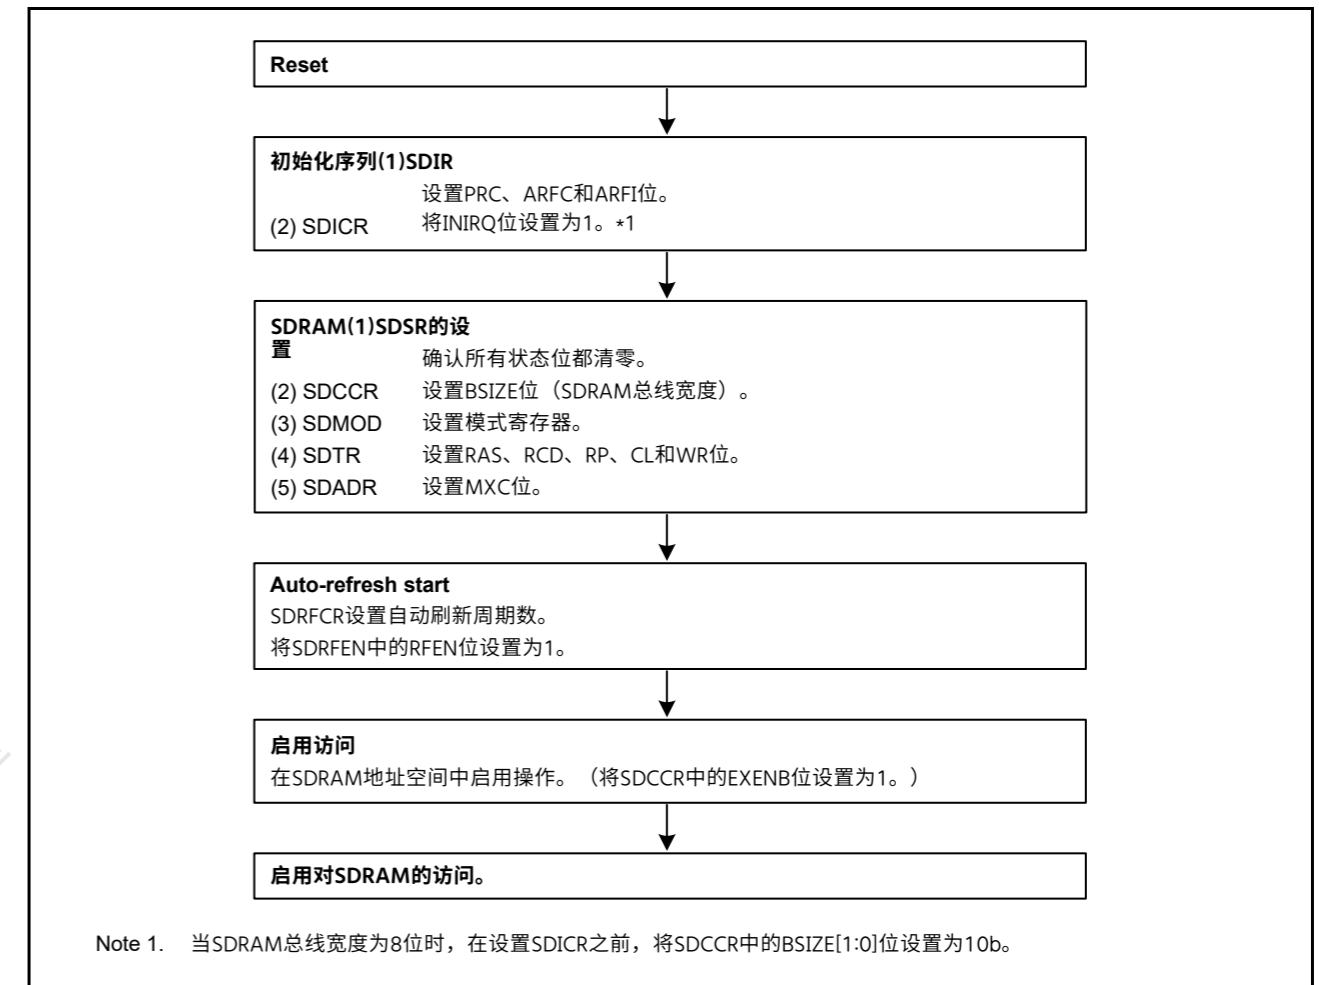 Reset
初始化序列(1)SDIR
设置PRC、ARFC和ARFI位。
(2) SDICR 将INIRQ位设置为1。*1
SDRAM(1)SDSR的设
置
确认所有状态位都清零。
(2) SDCCR 设置BSIZE位（SDRAM总线宽度）。
(3) SDMOD 设置模式寄存器。
(4) SDTR 设置RAS、RCD、RP、CL和WR位。
(5) SDADR 设置MXC位。
Auto-refresh start
SDRFCR设置自动刷新周期数。
将SDRFEN中的RFEN位设置为1。
启用访问
在SDRAM地址空间中启用操作。（将SDCCR中的EXENB位设置为1。）
启用对SDRAM的访问。
Note 1. 当SDRAM总线宽度为8位时，在设置SDICR之前，将SDCCR中的BSIZE[1:0]位设置为10b。